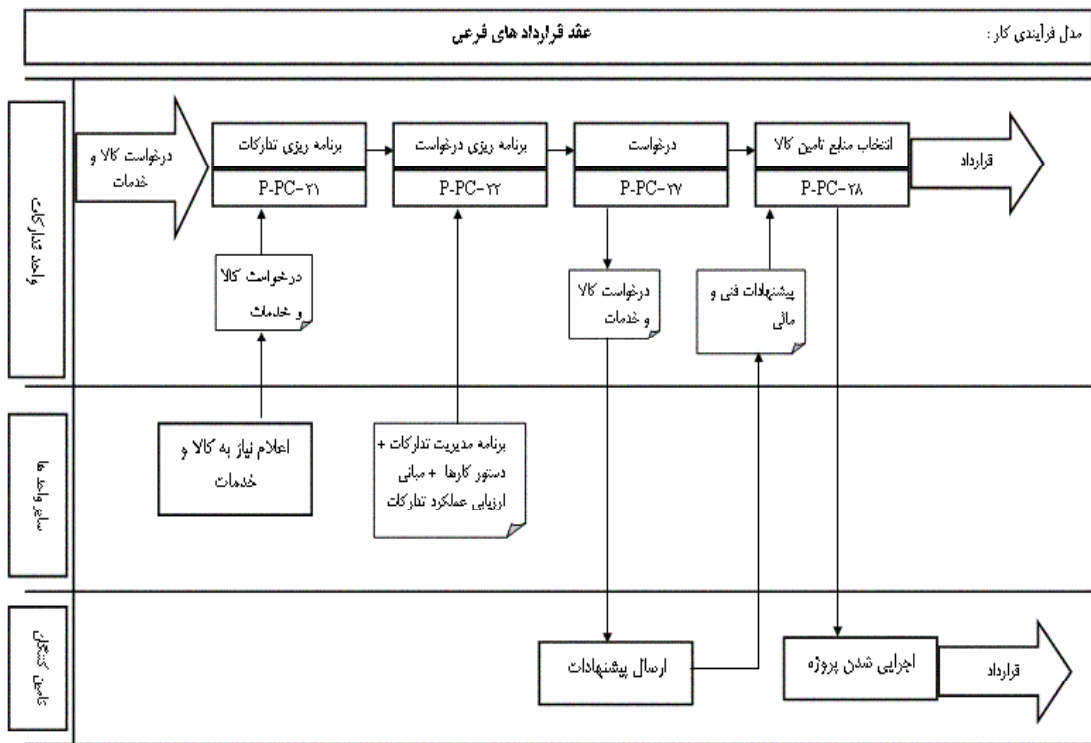 مدل فرآیندی کار :
عقد قرارداد های فرعی
واحد تدارکات
درخواست کالا و
خدمات
برنامه ریزی تدارکات
P-PC-۲۱
برنامه ریزی درخواست
P-PC-۲۲
درخواست
P-PC-۲۷
انتخاب منابع تامین کالا
P-PC-۲۸
قرارداد
درخواست کالا
و خدمات
درخواست کالا
و خدمات
پیشنهادات فنی و
مالی
سایر واحد ها
اعلام نیاز به کالا و
خدمات
برنامه مدیریت تدارکات +
دستور کارها + مبانی
ارزیابی عملکرد تدارکات
تامین کنندگان
ارسال پیشنهادات
اجرایی شدن پروژه
قرارداد